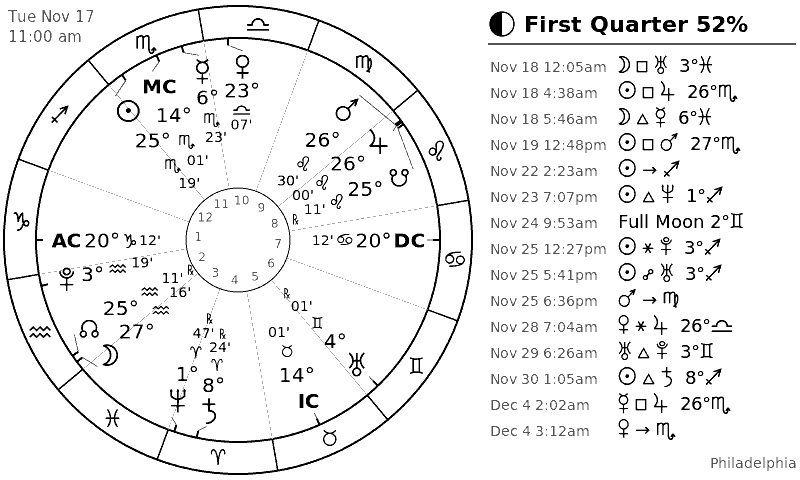 Tue Nov 17
11:00 am
First Quarter 52%
Nov 18 12:05am ☽ □ ♅ 3°♓
Nov 18 4:38am ☉ □ ♃ 26°♏
Nov 18 5:46am ☽ △ ☿ 6°♓
Nov 19 12:48pm ☉ □ ♂ 27°♏
Nov 22 2:23am ☉ → ♐
Nov 23 7:07pm ☉ △ ♆ 1°♐
Nov 24 9:53am Full Moon 2°♊
Nov 25 12:27pm ☉ ⚹ ⯓ 3°♐
Nov 25 5:41pm ☉ ☍ ♅ 3°♐
Nov 25 6:36pm ♂ → ♍
Nov 28 7:04am ♀ ⚹ ♃ 26°♎
Nov 29 6:26am ♅ △ ⯓ 3°♊
Nov 30 1:05am ☉ △ ♄ 8°♐
Dec 4 2:02am ☿ □ ♃ 26°♏
Dec 4 3:12am ♀ → ♏
Philadelphia
♎
♏
♍
♐
♌
♑
♋
♒
♊
♓
♉
♈
MC 14° ♏ 01'
☿ 6° ♏ 23'
♀ 23° ♎ 07'
☉ 25° ♏ 19'
♂ 26° ♌ 30'
♃ 26° ♌ 00'
☋ 25° ♌ 11' ℞
AC 20° ♑ 12'
12' ♋ 20° DC
⯓ 3° ♒ 19'
☊ 25° ♒ 11' ℞
☽ 27° ♒ 16'
♆ 1° ♈ 47' ℞
♄ 8° ♈ 24' ℞
IC 14° ♉ 01'
♅ 4° ♊ 01' ℞
1
2
3
4
5
6
7
8
9
10
11
12